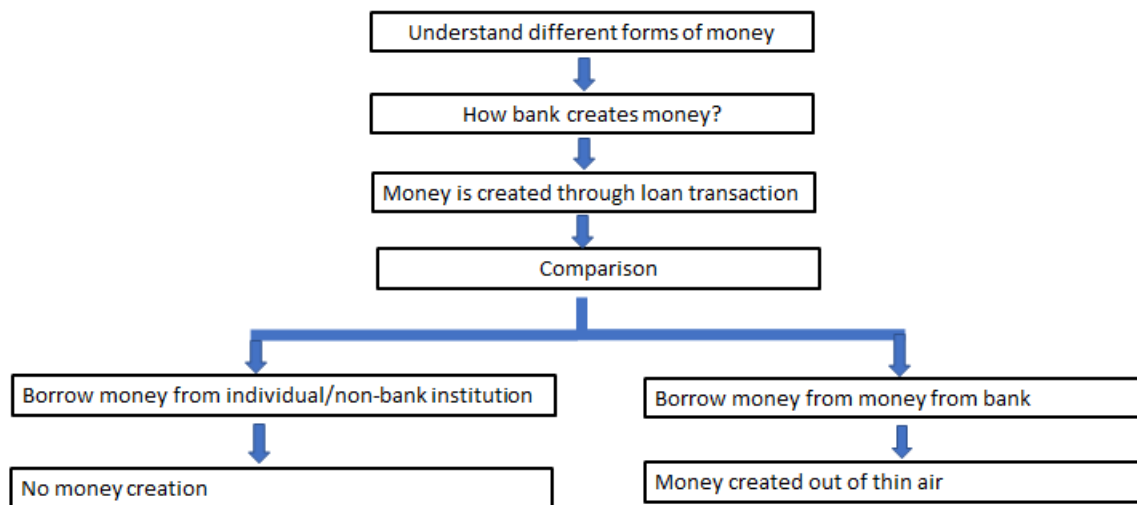 Understand different forms of money
How bank creates money?
Money is created through loan transaction
Comparison
Borrow money from individual/non-bank institution
Borrow money from money from bank
No money creation
Money created out of thin air